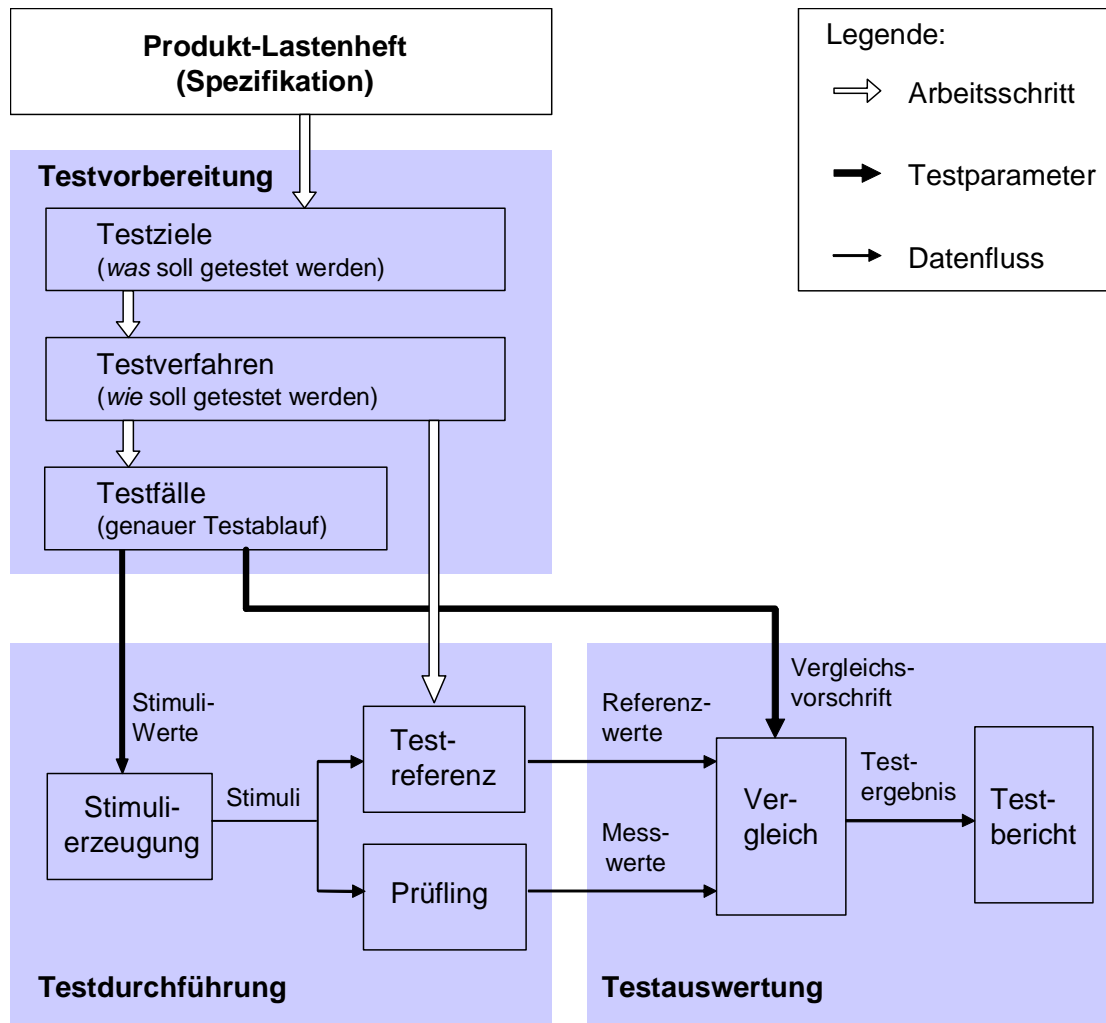 Produkt-Lastenheft
(Spezifikation)
Legende:
Arbeitsschritt
Testparameter
Datenfluss
Testvorbereitung
Testziele
(was soll getestet werden)
Testverfahren
(wie soll getestet werden)
Testfälle
(genauer Testablauf)
Stimuli-
Werte
Stimuli-
erzeugung
Stimuli
Test-
referenz
Prüfling
Testdurchführung
Referenz-
werte
Mess-
werte
Vergleichs-
vorschrift
Ver-
gleich
Test-
ergebnis
Test-
bericht
Testauswertung